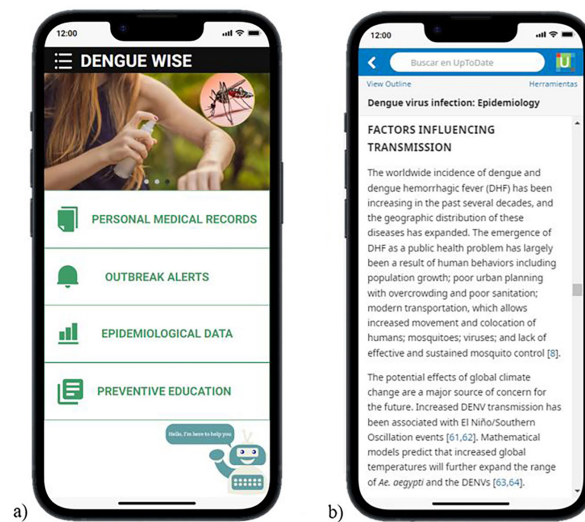 12:00
DENGUE WISE
PERSONAL MEDICAL RECORDS
OUTBREAK ALERTS
EPIDEMIOLOGICAL DATA
PREVENTIVE EDUCATION
Hello, I'm here to help you
a)
12:00
Buscar en UpToDate
U
View Outline
Herramientas
Dengue virus infection: Epidemiology
FACTORS INFLUENCING
TRANSMISSION
The worldwide incidence of dengue and
dengue hemorrhagic fever (DHF) has been
increasing in the past several decades, and
the geographic distribution of these
diseases has expanded. The emergence of
DHF as a public health problem has largely
been a result of human behaviors including
population growth; poor urban planning
with overcrowding and poor sanitation;
modern transportation, which allows
increased movement and colocation of
humans; mosquitoes; viruses; and lack of
effective and sustained mosquito control [8].
The potential effects of global climate
change are a major source of concern for
the future. Increased DENV transmission has
been associated with El Niño/Southern
Oscillation events [61,62]. Mathematical
models predict that increased global
temperatures will further expand the range
of Ae. aegypti and the DENVs [63,64].
b)